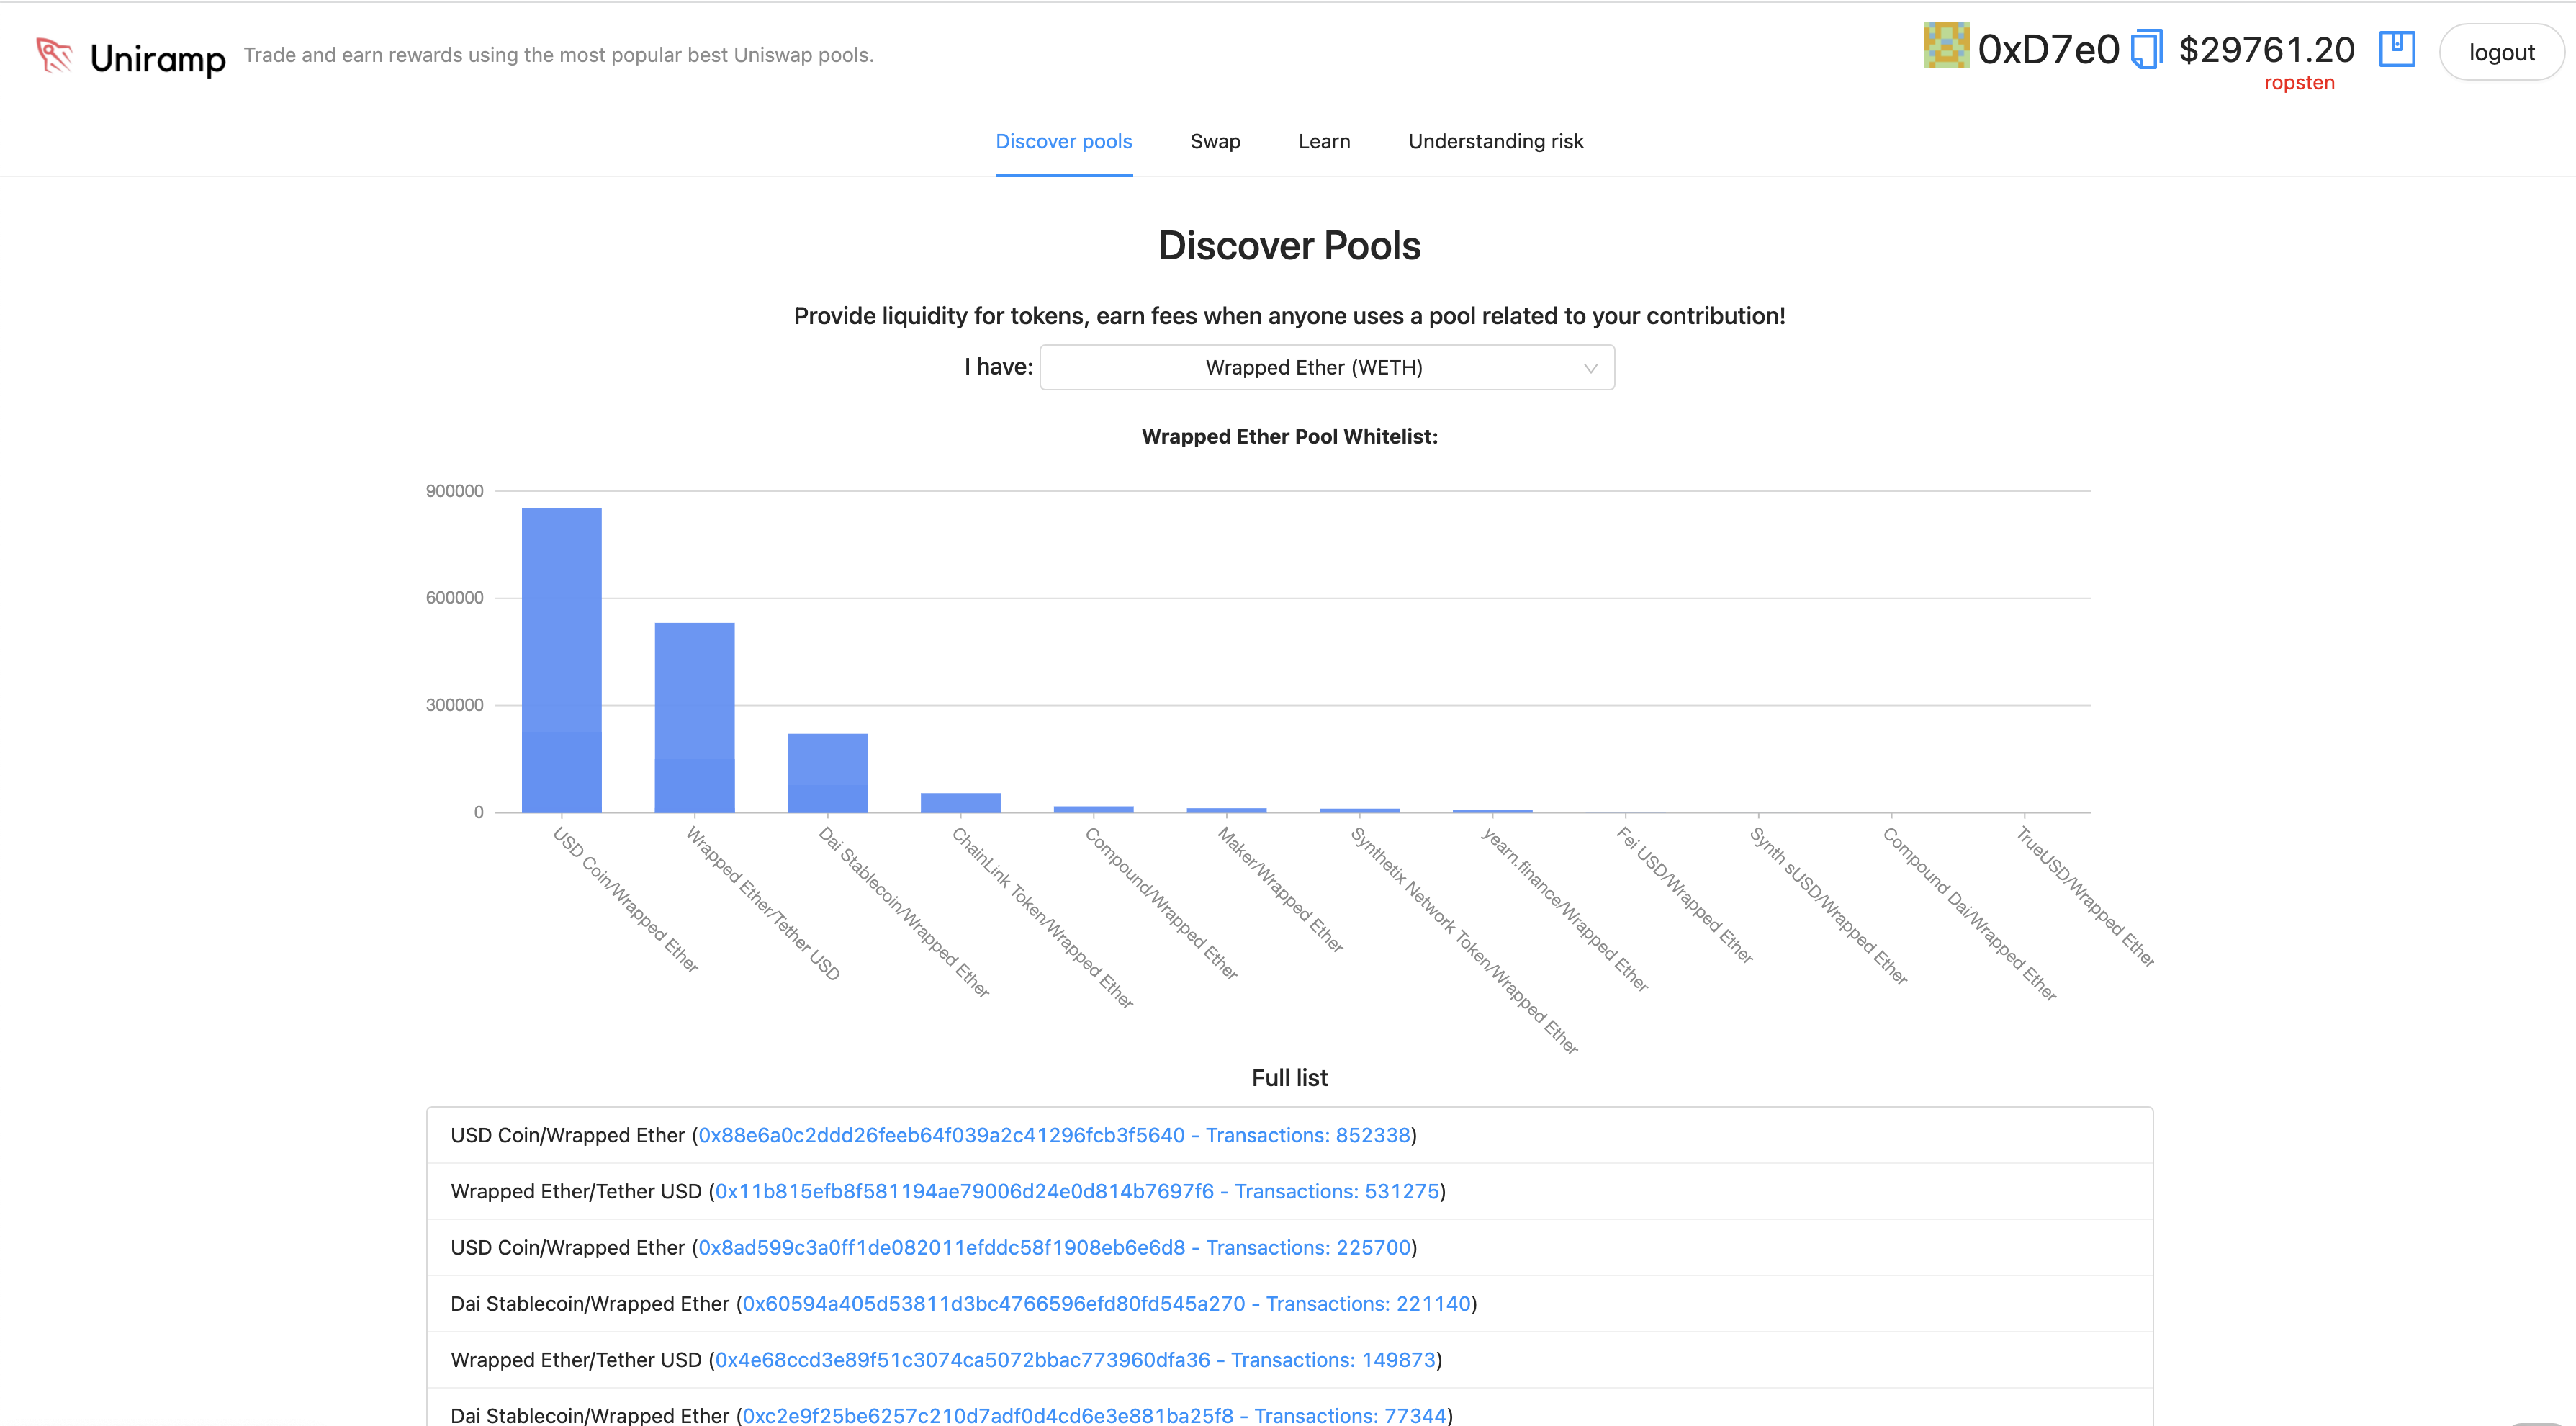 Uniramp Trade and earn rewards using the most popular best Uniswap pools. 0xD7e0 $29761.20 logout
ropsten
Discover pools Swap Learn Understanding risk
Discover Pools
Provide liquidity for tokens, earn fees when anyone uses a pool related to your contribution!
I have: Wrapped Ether (WETH)
Wrapped Ether Pool Whitelist:
900000
600000
300000
0
USD Coin/Wrapped Ether
Wrapped Ether/Tether USD
Dai Stablecoin/Wrapped Ether
ChainLink Token/Wrapped Ether
Compound/Wrapped Ether
Maker/Wrapped Ether
Synthetix Network Token/Wrapped Ether
yearn.finance/Wrapped Ether
Fei USD/Wrapped Ether
Synth sUSD/Wrapped Ether
Compound Dai/Wrapped Ether
TrueUSD/Wrapped Ether
Full list
USD Coin/Wrapped Ether (0x88e6a0c2ddd26feeb64f039a2c41296fcb3f5640 - Transactions: 852338)
Wrapped Ether/Tether USD (0x11b815efb8f581194ae79006d24e0d814b7697f6 - Transactions: 531275)
USD Coin/Wrapped Ether (0x8ad599c3a0ff1de082011efddc58f1908eb6e6d8 - Transactions: 225700)
Dai Stablecoin/Wrapped Ether (0x60594a405d53811d3bc4766596efd80fd545a270 - Transactions: 221140)
Wrapped Ether/Tether USD (0x4e68ccd3e89f51c3074ca5072bbac773960dfa36 - Transactions: 149873)
Dai Stablecoin/Wrapped Ether (0xc2e9f25be6257c210d7adf0d4cd6e3e881ba25f8 - Transactions: 77344)